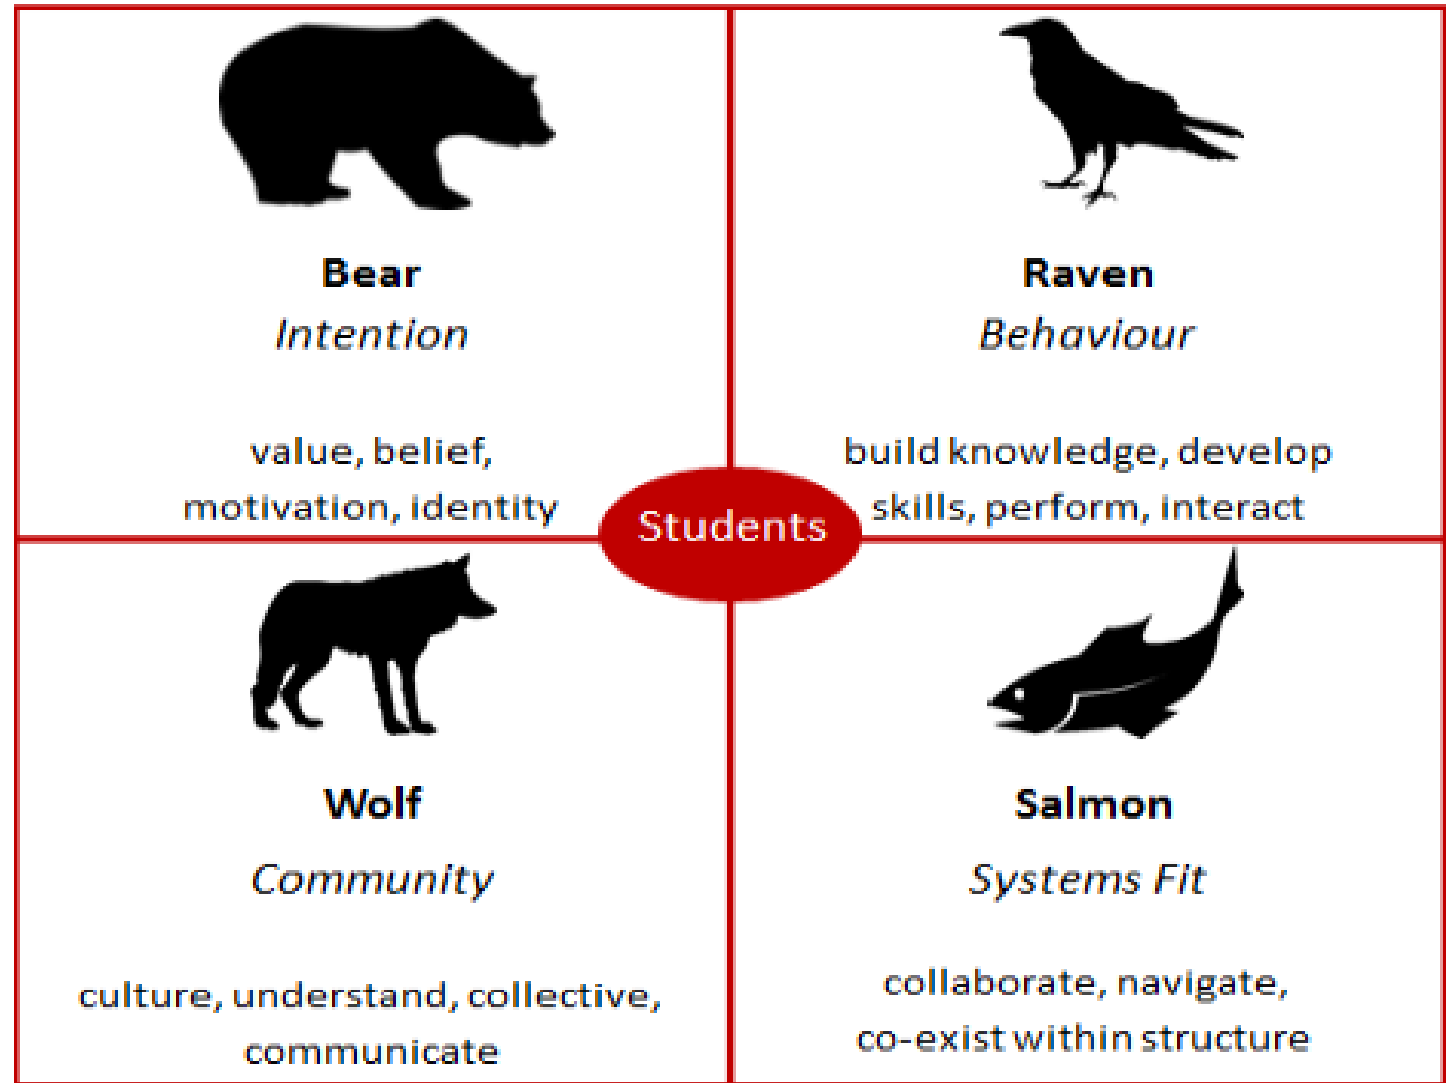 Bear
Intention
value, belief,
motivation, identity
Raven
Behaviour
build knowledge, develop
skills, perform, interact
Students
Wolf
Community
culture, understand, collective,
communicate
Salmon
Systems Fit
collaborate, navigate,
co-exist within structure